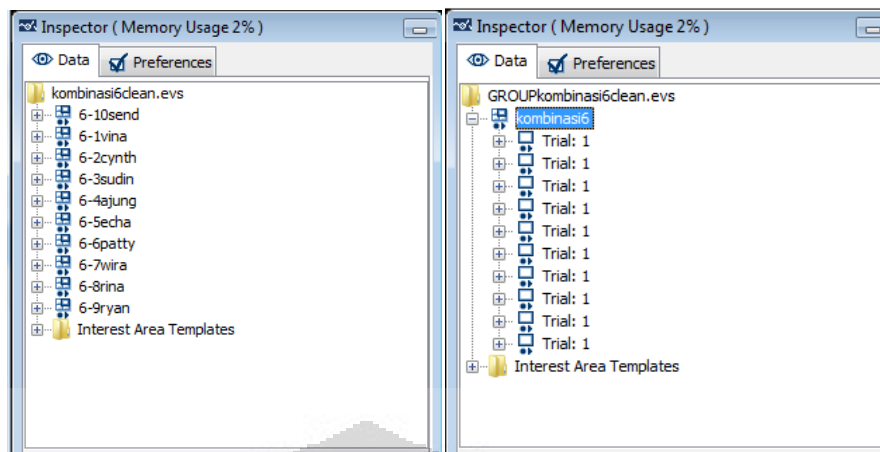 Inspector ( Memory Usage 2% )
Data Preferences
kombinasi6clean.evs
6-10send
6-1vina
6-2cynth
6-3sudin
6-4ajung
6-5echa
6-6patty
6-7wira
6-8rina
6-9ryan
Interest Area Templates
Inspector ( Memory Usage 2% )
Data Preferences
GROUPkombinasi6clean.evs
kombinasi6
Trial: 1
Trial: 1
Trial: 1
Trial: 1
Trial: 1
Trial: 1
Trial: 1
Trial: 1
Trial: 1
Trial: 1
Interest Area Templates